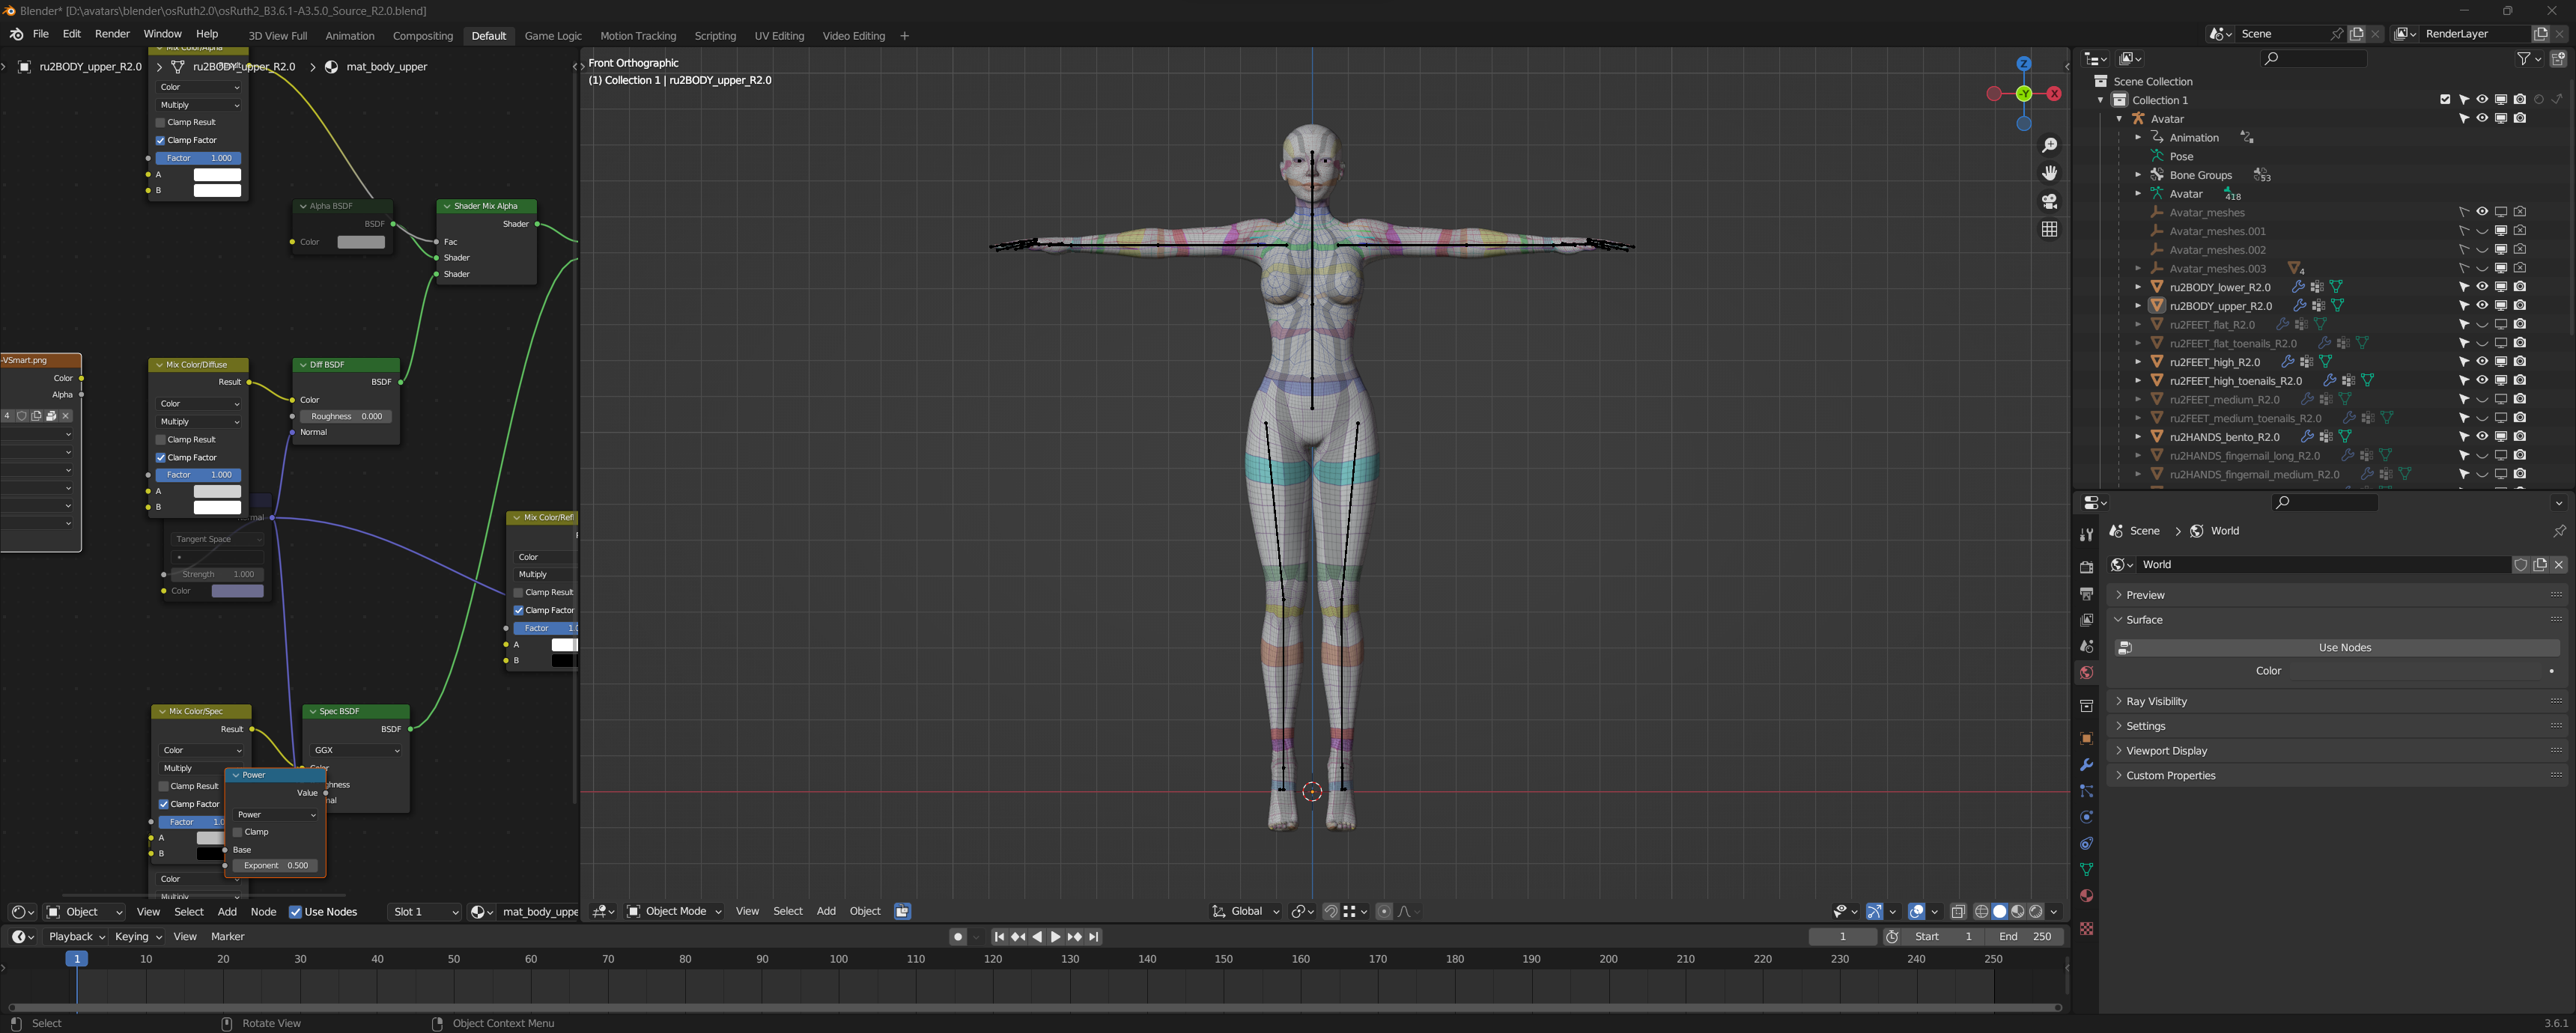 Blender* [D:\avatars\blender\osRuth2.0\osRuth2_B3.6.1-A3.5.0_Source_R2.0.blend]
File Edit Render Window Help
3D View Full Animation Compositing Default Game Logic Motion Tracking Scripting UV Editing Video Editing +
Scene RenderLayer
ru2BODY_upper_R2.0 > ru2BODY_upper_R2.0 > mat_body_upper
Mix Color/Alpha
Color
Multiply
Clamp Result
Clamp Factor
Factor 1.000
A
B
Alpha BSDF
BSDF
Color
Shader Mix Alpha
Shader
Fac
Shader
Shader
-VSmart.png
Color
Alpha
4
Mix Color/Diffuse
Result
Color
Multiply
Clamp Result
Clamp Factor
Factor 1.000
A
B
Diff BSDF
BSDF
Color
Roughness 0.000
Normal
Tangent Space
Strength 1.000
Color
Mix Color/Refl
Color
Multiply
Clamp Result
Clamp Factor
Factor
A
B
Mix Color/Spec
Result
Color
Multiply
Clamp Result
Clamp Factor
Factor
A
B
Color
Multiply
Spec BSDF
BSDF
GGX
Color
Power
Value
Power
Clamp
Base
Exponent 0.500
Object View Select Add Node Use Nodes Slot 1 mat_body_uppe
Front Orthographic
(1) Collection 1 | ru2BODY_upper_R2.0
Z
-Y
X
Object Mode View Select Add Object Global
Scene Collection
Collection 1
Avatar
Animation
Pose
Bone Groups 53
Avatar 418
Avatar_meshes
Avatar_meshes.001
Avatar_meshes.002
Avatar_meshes.003 4
ru2BODY_lower_R2.0
ru2BODY_upper_R2.0
ru2FEET_flat_R2.0
ru2FEET_flat_toenails_R2.0
ru2FEET_high_R2.0
ru2FEET_high_toenails_R2.0
ru2FEET_medium_R2.0
ru2FEET_medium_toenails_R2.0
ru2HANDS_bento_R2.0
ru2HANDS_fingernail_long_R2.0
ru2HANDS_fingernail_medium_R2.0
Scene > World
World
Preview
Surface
Use Nodes
Color
Ray Visibility
Settings
Viewport Display
Custom Properties
Playback Keying View Marker
1 Start 1 End 250
1 10 20 30 40 50 60 70 80 90 100 110 120 130 140 150 160 170 180 190 200 210 220 230 240 250
Select Rotate View Object Context Menu
3.6.1